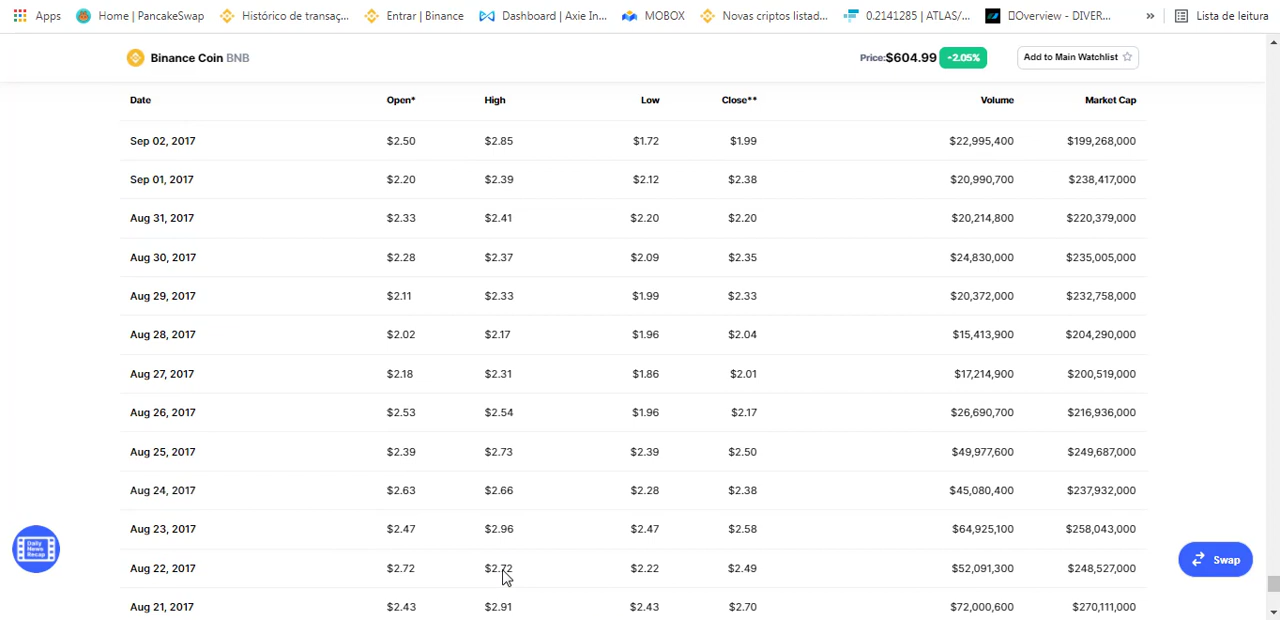 Apps Home | PancakeSwap Histórico de transaç... Entrar | Binance Dashboard | Axie In... MOBOX Novas criptos listad... 0.2141285 | ATLAS/... Overview - DIVER... » Lista de leitura
Binance Coin BNB Price:$604.99 -2.05% Add to Main Watchlist
Date Open* High Low Close** Volume Market Cap
Sep 02, 2017 $2.50 $2.85 $1.72 $1.99 $22,995,400 $199,268,000
Sep 01, 2017 $2.20 $2.39 $2.12 $2.38 $20,990,700 $238,417,000
Aug 31, 2017 $2.33 $2.41 $2.20 $2.20 $20,214,800 $220,379,000
Aug 30, 2017 $2.28 $2.37 $2.09 $2.35 $24,830,000 $235,005,000
Aug 29, 2017 $2.11 $2.33 $1.99 $2.33 $20,372,000 $232,758,000
Aug 28, 2017 $2.02 $2.17 $1.96 $2.04 $15,413,900 $204,290,000
Aug 27, 2017 $2.18 $2.31 $1.86 $2.01 $17,214,900 $200,519,000
Aug 26, 2017 $2.53 $2.54 $1.96 $2.17 $26,690,700 $216,936,000
Aug 25, 2017 $2.39 $2.73 $2.39 $2.50 $49,977,600 $249,687,000
Aug 24, 2017 $2.63 $2.66 $2.28 $2.38 $45,080,400 $237,932,000
Aug 23, 2017 $2.47 $2.96 $2.47 $2.58 $64,925,100 $258,043,000
Daily
News
Recap
Swap
Aug 22, 2017 $2.72 $2.22 $2.49 $52,091,300 $248,527,000
Aug 21, 2017 $2.43 $2.91 $2.43 $2.70 $72,000,600 $270,111,000